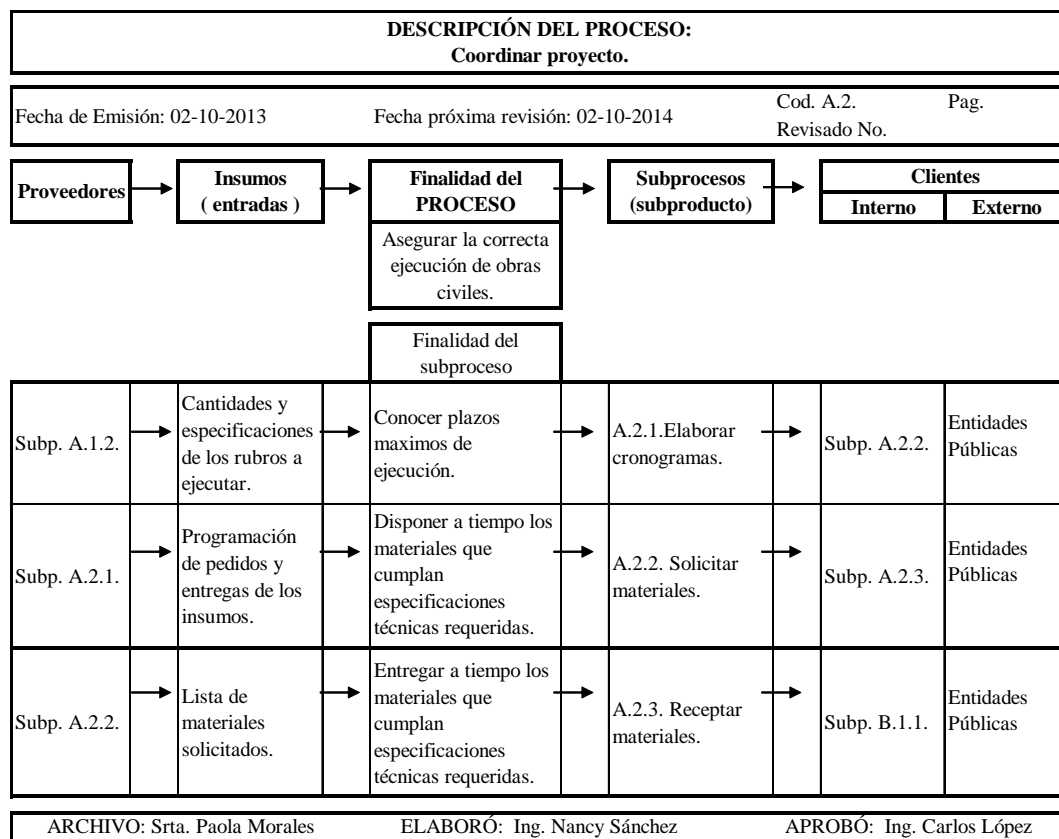 DESCRIPCIÓN DEL PROCESO:
Coordinar proyecto.
Fecha de Emisión: 02-10-2013 Fecha próxima revisión: 02-10-2014 Cod. A.2. Pag.
Revisado No.
Proveedores
Insumos
( entradas )
Finalidad del
PROCESO
Subprocesos
(subproducto)
Clientes
Interno Externo
Asegurar la correcta
ejecución de obras
civiles.
Finalidad del
subproceso
Subp. A.1.2.
Cantidades y
especificaciones
de los rubros a
ejecutar.
Conocer plazos
maximos de
ejecución.
A.2.1.Elaborar
cronogramas.
Subp. A.2.2.
Entidades
Públicas
Subp. A.2.1.
Programación
de pedidos y
entregas de los
insumos.
Disponer a tiempo los
materiales que
cumplan
especificaciones
técnicas requeridas.
A.2.2. Solicitar
materiales.
Subp. A.2.3.
Entidades
Públicas
Subp. A.2.2.
Lista de
materiales
solicitados.
Entregar a tiempo los
materiales que
cumplan
especificaciones
técnicas requeridas.
A.2.3. Receptar
materiales.
Subp. B.1.1.
Entidades
Públicas
ARCHIVO: Srta. Paola Morales ELABORÓ: Ing. Nancy Sánchez APROBÓ: Ing. Carlos López